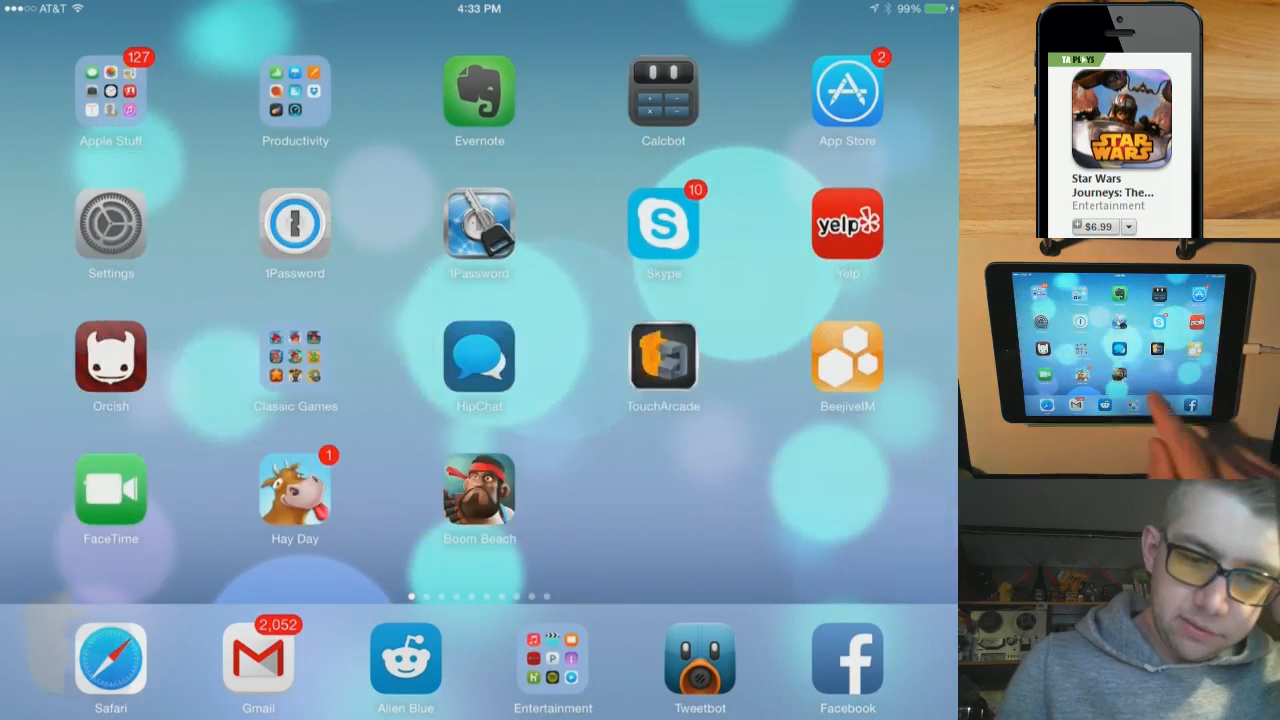 AT&T
4:33 PM
99%
127
2
Apple Stuff
Productivity
Evernote
Calcbot
App Store
10
yelp
Settings
1Password
1Password
Skype
Yelp
Orcish
Classic Games
HipChat
TouchArcade
BeejiveIM
1
FaceTime
Hay Day
Boom Beach
2,052
Safari
Gmail
Alien Blue
Entertainment
Tweetbot
Facebook
TA PLAYS
STAR
WARS
Star Wars
Journeys: The...
Entertainment
$6.99